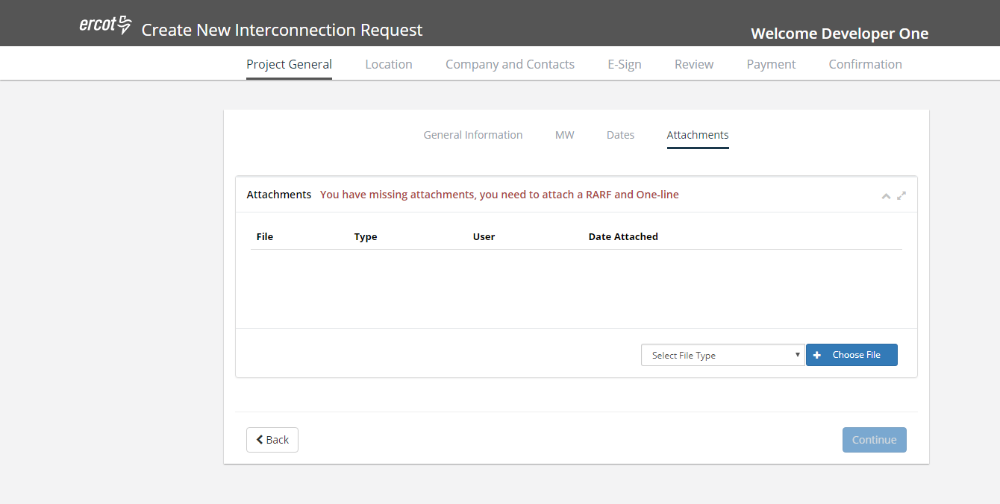 ercot Create New Interconnection Request
Welcome Developer One
Project General Location Company and Contacts E-Sign Review Payment Confirmation
General Information MW Dates Attachments
Attachments You have missing attachments, you need to attach a RARF and One-line
File Type User Date Attached
Select File Type Choose File
Back Continue